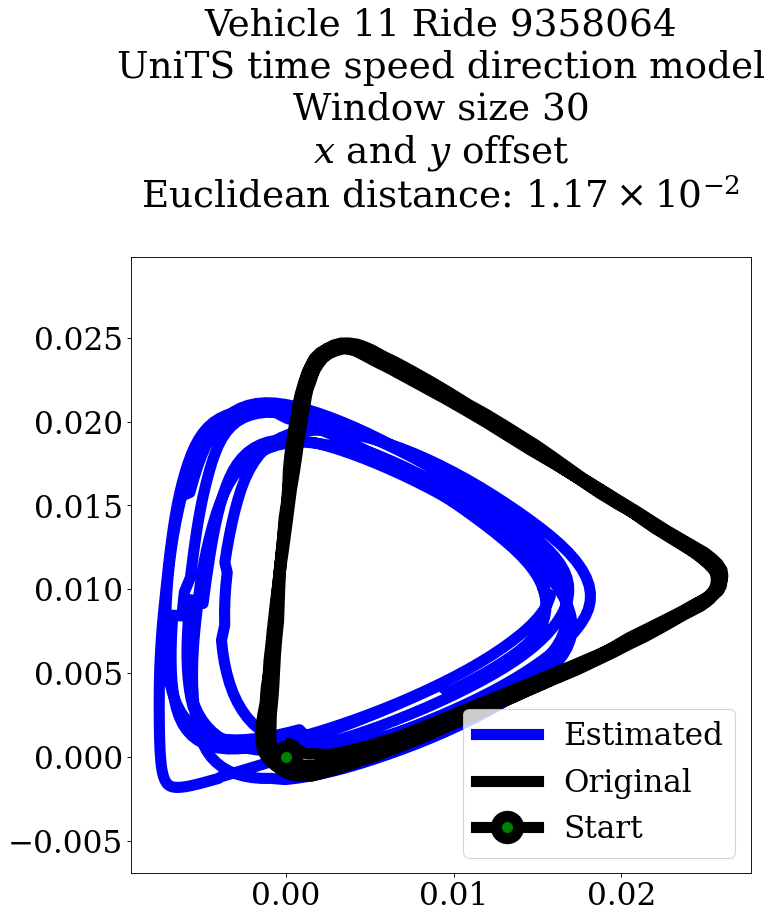 Vehicle 11 Ride 9358064
UniTS time speed direction model
Window size 30
x and y offset
Euclidean distance: 1.17 × 10⁻²
0.025
0.020
0.015
0.010
0.005
0.000
−0.005
0.00 0.01 0.02
Estimated
Original
Start